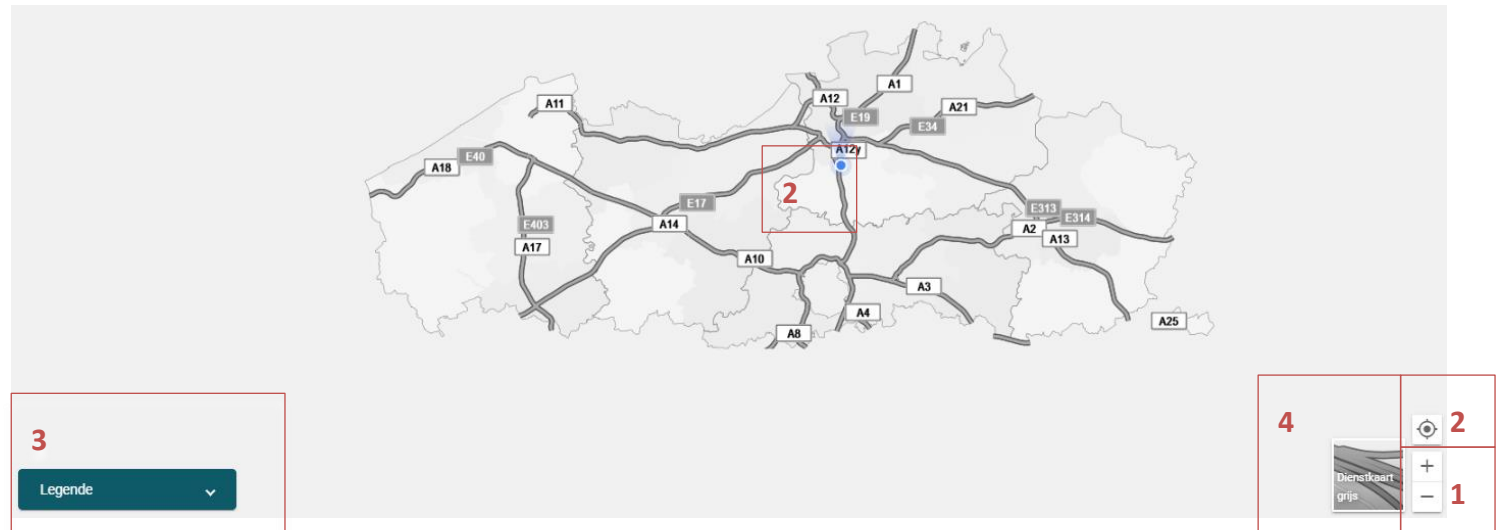 A1
A12
A11
A21
E19
E34
A12y
E40
A18
2
E17
E313
E314
E403
A14
A2
A13
A17
A10
A3
A4
A25
A8
3
4
2
Legende
Dienstkaart
grijs
+
−
1